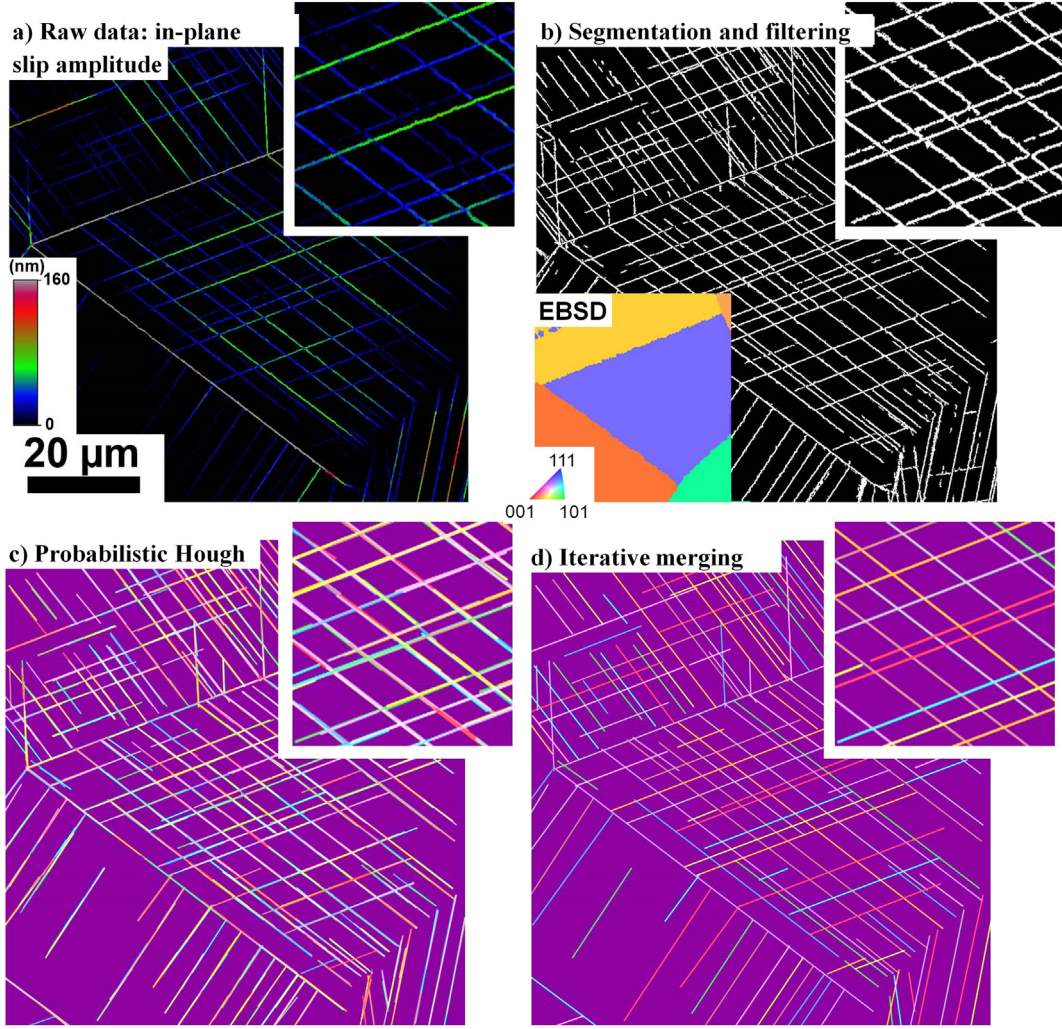 a) Raw data: in-plane
slip amplitude
(nm)
160
0
20 µm
b) Segmentation and filtering
EBSD
111
001
101
c) Probabilistic Hough
d) Iterative merging